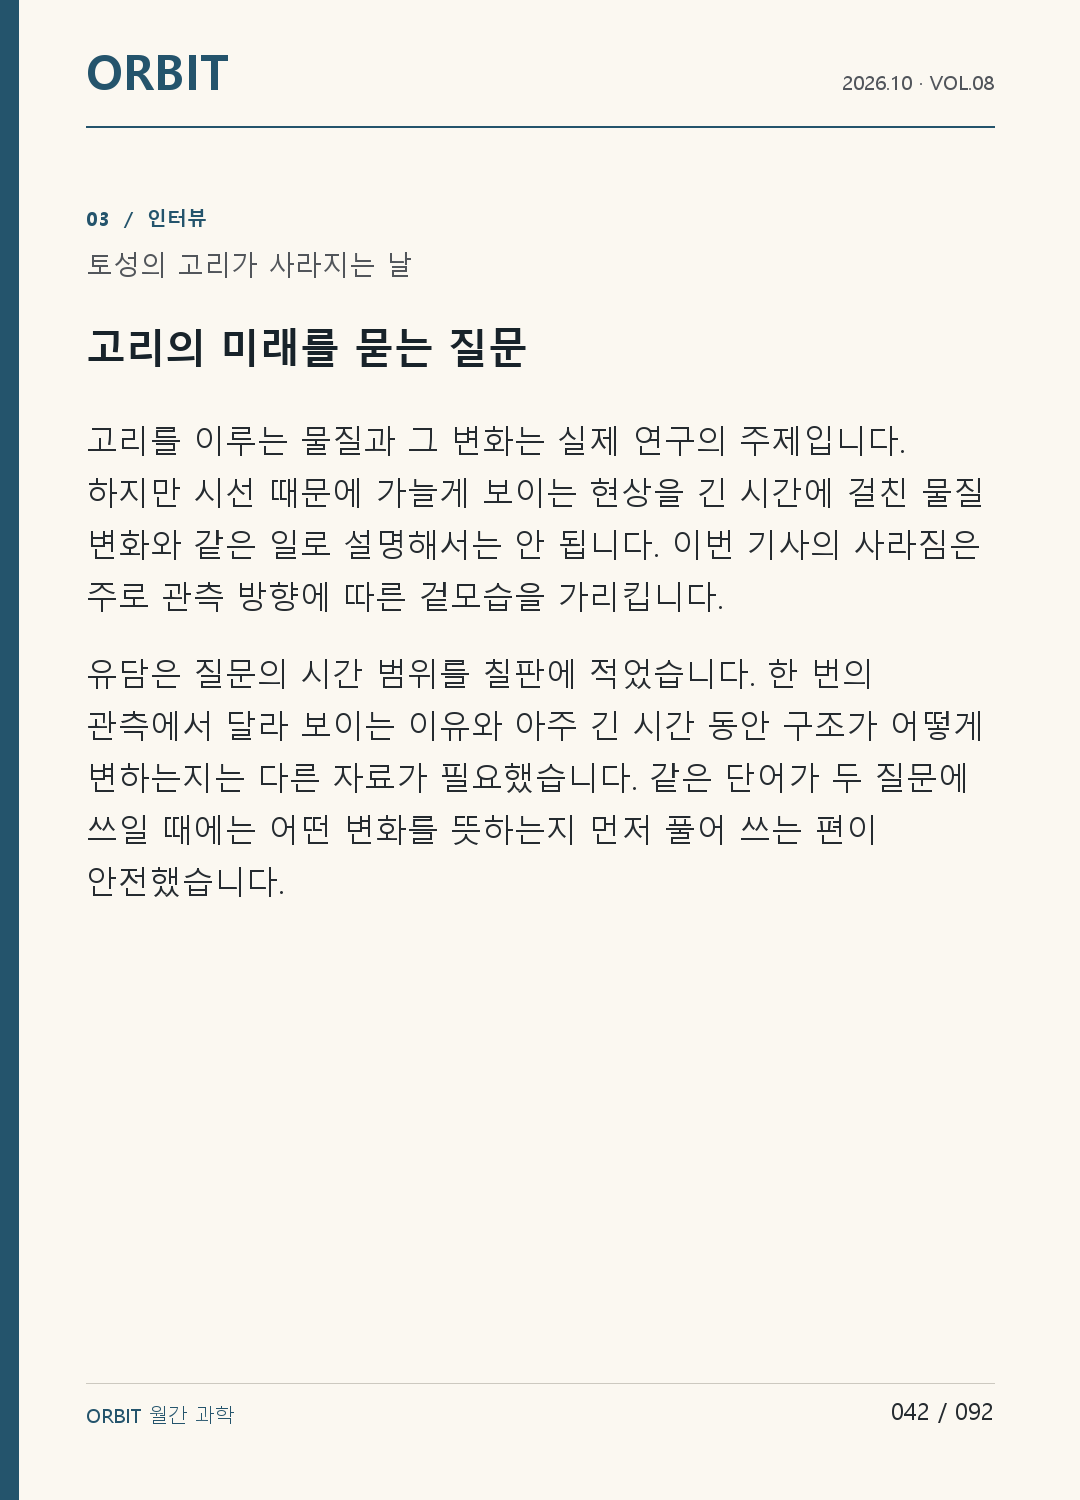 ORBIT
2026.10 · VOL.08
03 / 인터뷰
토성의 고리가 사라지는 날
고리의 미래를 묻는 질문
고리를 이루는 물질과 그 변화는 실제 연구의 주제입니다.
하지만 시선 때문에 가늘게 보이는 현상을 긴 시간에 걸친 물질
변화와 같은 일로 설명해서는 안 됩니다. 이번 기사의 사라짐은
주로 관측 방향에 따른 겉모습을 가리킵니다.
유담은 질문의 시간 범위를 칠판에 적었습니다. 한 번의
관측에서 달라 보이는 이유와 아주 긴 시간 동안 구조가 어떻게
변하는지는 다른 자료가 필요했습니다. 같은 단어가 두 질문에
쓰일 때에는 어떤 변화를 뜻하는지 먼저 풀어 쓰는 편이
안전했습니다.
ORBIT 월간 과학
042 / 092